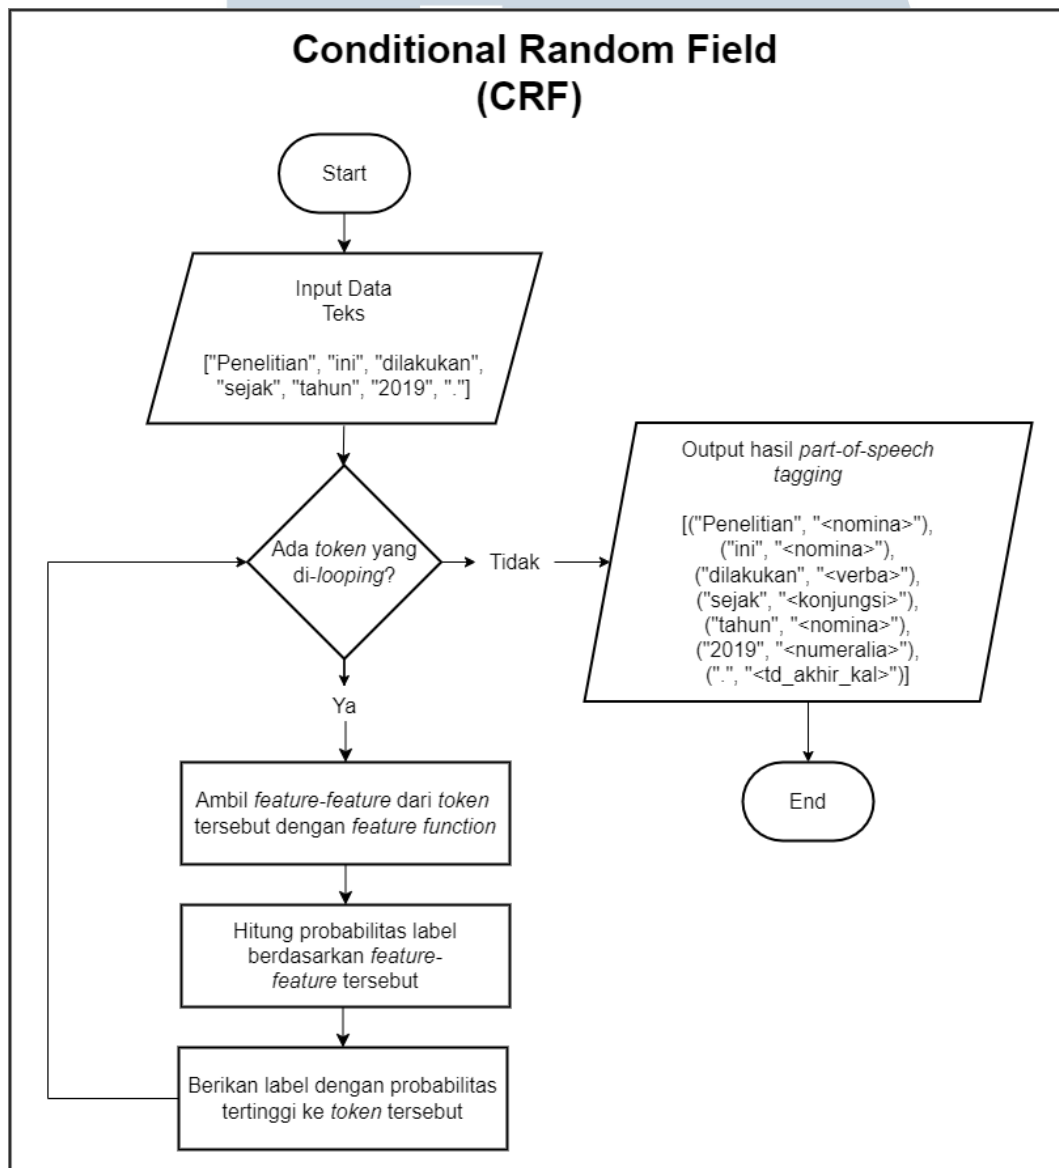 Conditional Random Field
(CRF)
Start
Input Data
Teks
["Penelitian", "ini", "dilakukan",
"sejak", "tahun", "2019", "."]
Ada token yang
di-looping?
Tidak
Output hasil part-of-speech
tagging
[("Penelitian", "<nomina>"),
("ini", "<nomina>"),
("dilakukan", "<verba>"),
("sejak", "<konjungsi>"),
("tahun", "<nomina>"),
("2019", "<numeralia>"),
(".", "<td_akhir_kal>")]
End
Ya
Ambil feature-feature dari token
tersebut dengan feature function
Hitung probabilitas label
berdasarkan feature-
feature tersebut
Berikan label dengan probabilitas
tertinggi ke token tersebut